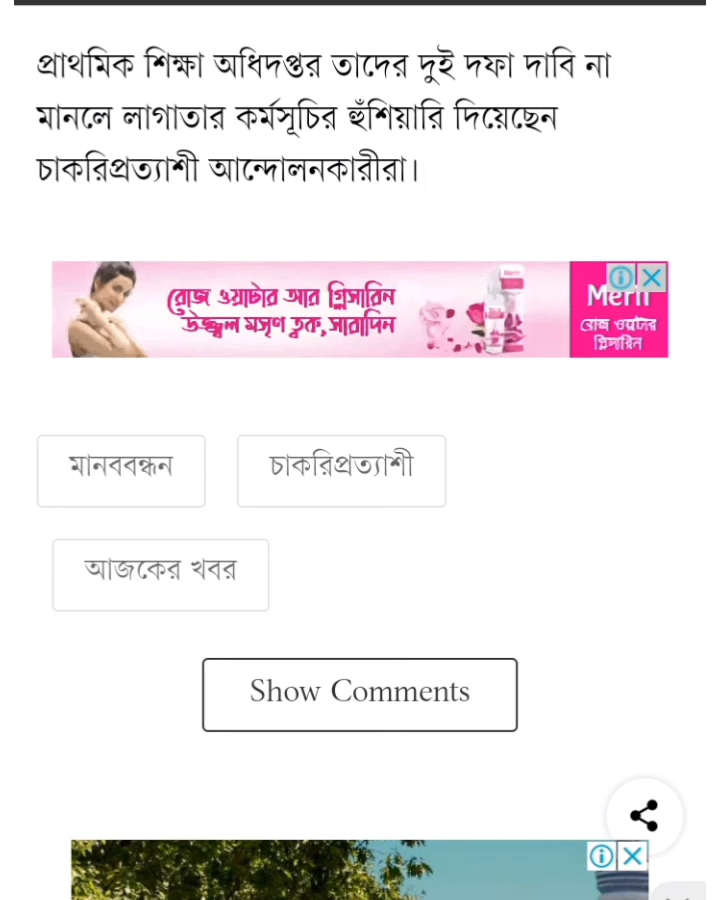 প্রাথমিক শিক্ষা অধিদপ্তর তাদের দুই দফা দাবি না
মানলে লাগাতার কর্মসূচির হুঁশিয়ারি দিয়েছেন
চাকরিপ্রত্যাশী আন্দোলনকারীরা।
রোজ ওয়াটার আর গ্লিসারিন
উজ্জ্বল মসৃণ ত্বক, সারাদিন
Meril
রোজ ওয়াটার
গ্লিসারিন
মানববন্ধন
চাকরিপ্রত্যাশী
আজকের খবর
Show Comments